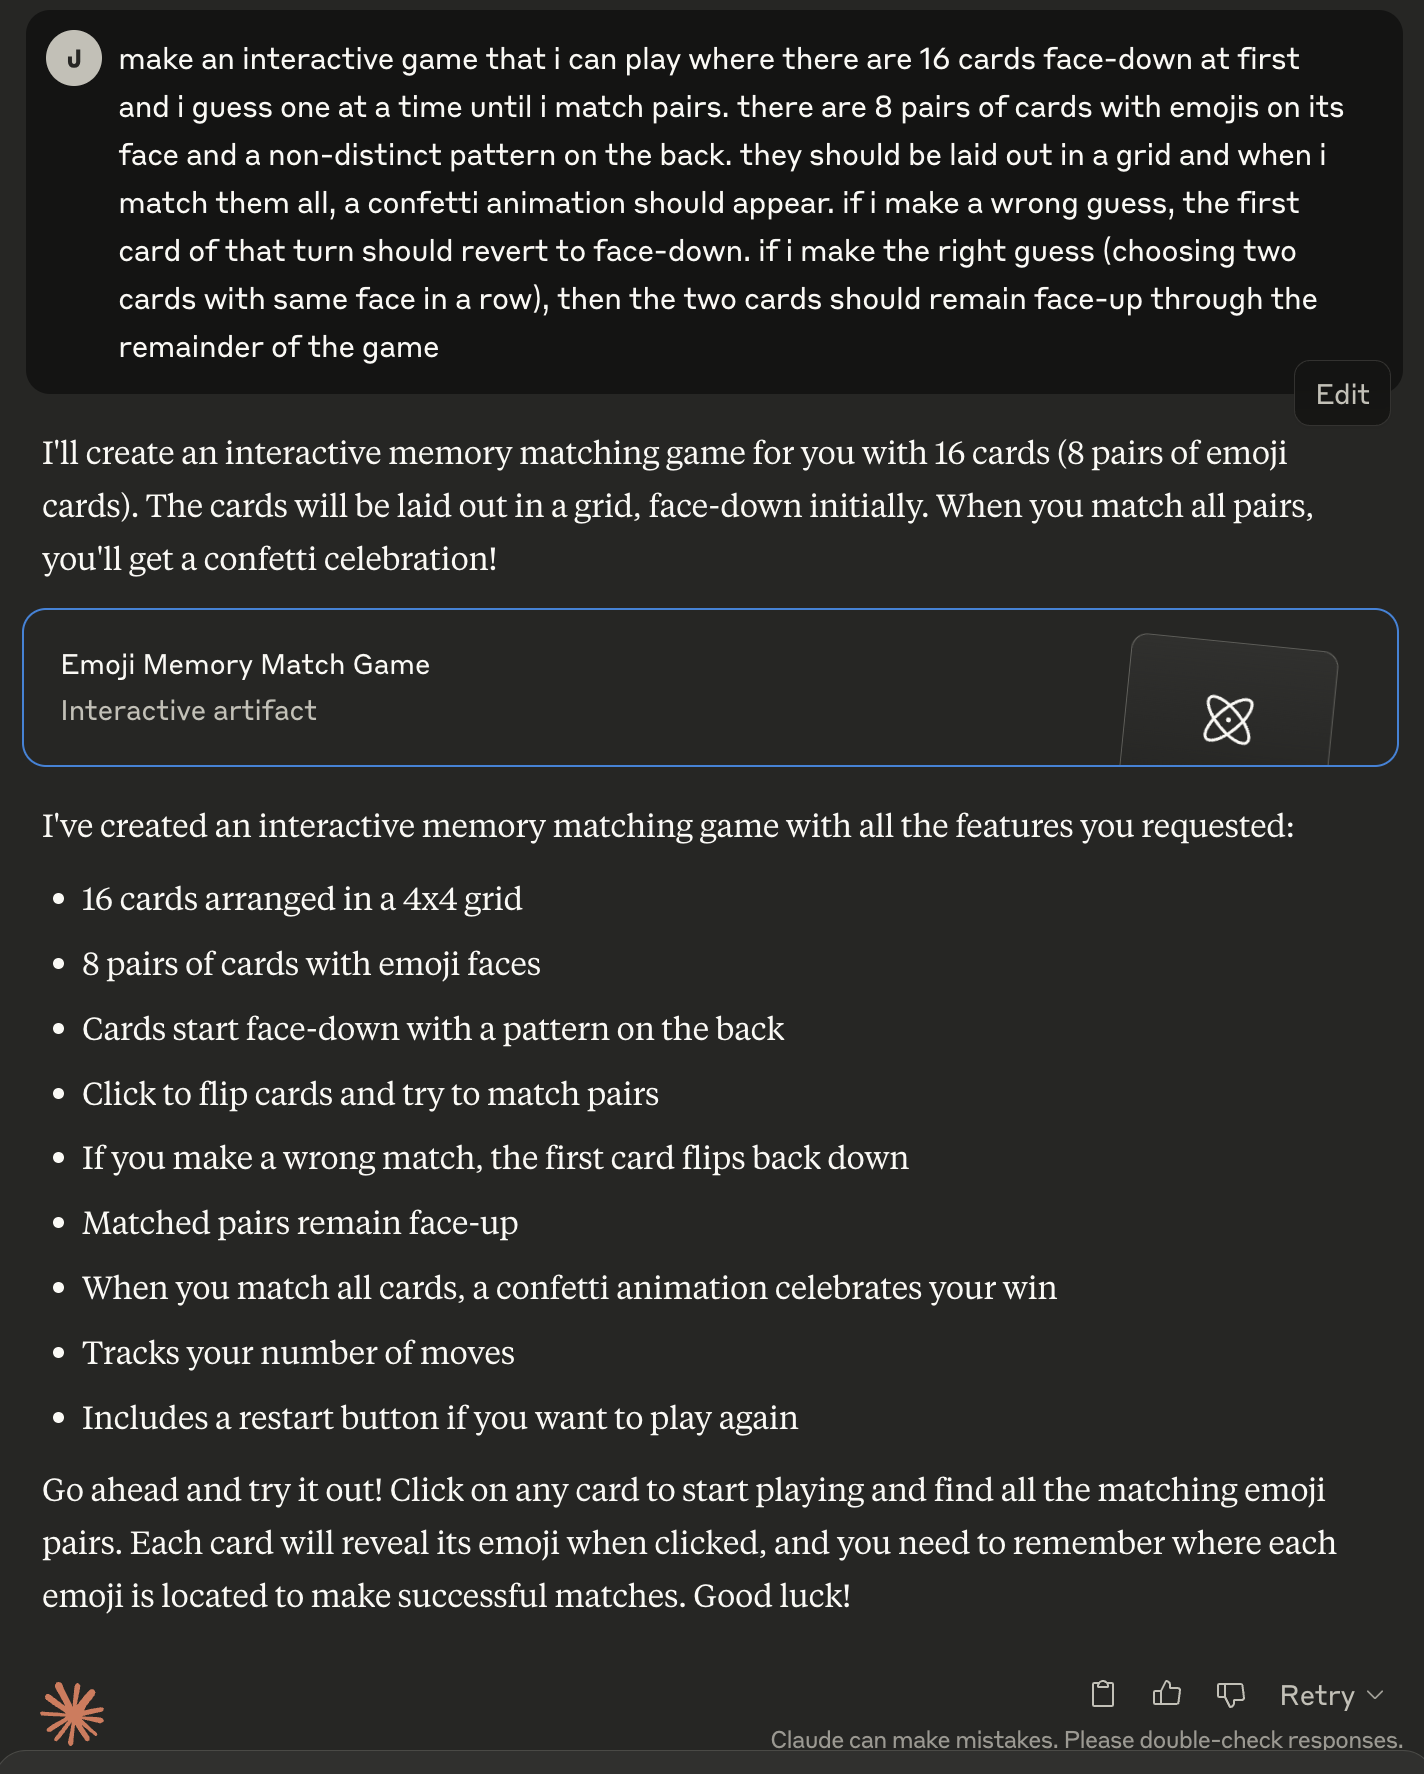 J
make an interactive game that i can play where there are 16 cards face-down at first
and i guess one at a time until i match pairs. there are 8 pairs of cards with emojis on its
face and a non-distinct pattern on the back. they should be laid out in a grid and when i
match them all, a confetti animation should appear. if i make a wrong guess, the first
card of that turn should revert to face-down. if i make the right guess (choosing two
cards with same face in a row), then the two cards should remain face-up through the
remainder of the game
Edit
I'll create an interactive memory matching game for you with 16 cards (8 pairs of emoji
cards). The cards will be laid out in a grid, face-down initially. When you match all pairs,
you'll get a confetti celebration!
Emoji Memory Match Game
Interactive artifact
I've created an interactive memory matching game with all the features you requested:
• 16 cards arranged in a 4x4 grid
• 8 pairs of cards with emoji faces
• Cards start face-down with a pattern on the back
• Click to flip cards and try to match pairs
• If you make a wrong match, the first card flips back down
• Matched pairs remain face-up
• When you match all cards, a confetti animation celebrates your win
• Tracks your number of moves
• Includes a restart button if you want to play again
Go ahead and try it out! Click on any card to start playing and find all the matching emoji
pairs. Each card will reveal its emoji when clicked, and you need to remember where each
emoji is located to make successful matches. Good luck!
Retry
Claude can make mistakes. Please double-check responses.